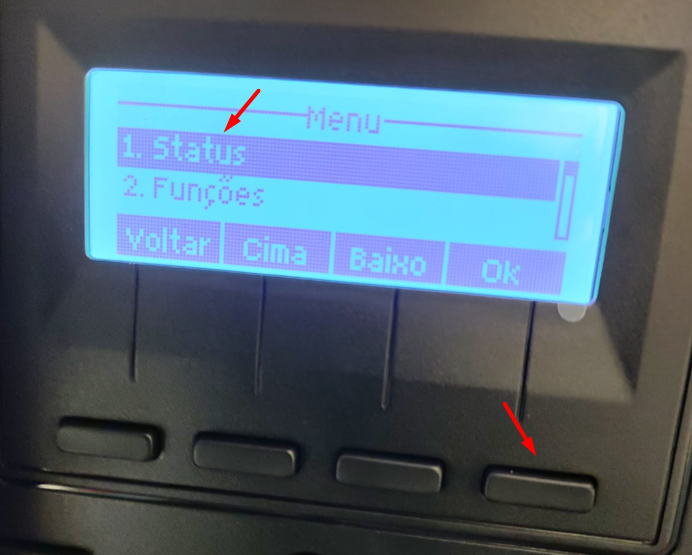 Menu
1. Status
2. Funções
Voltar Cima Baixo Ok